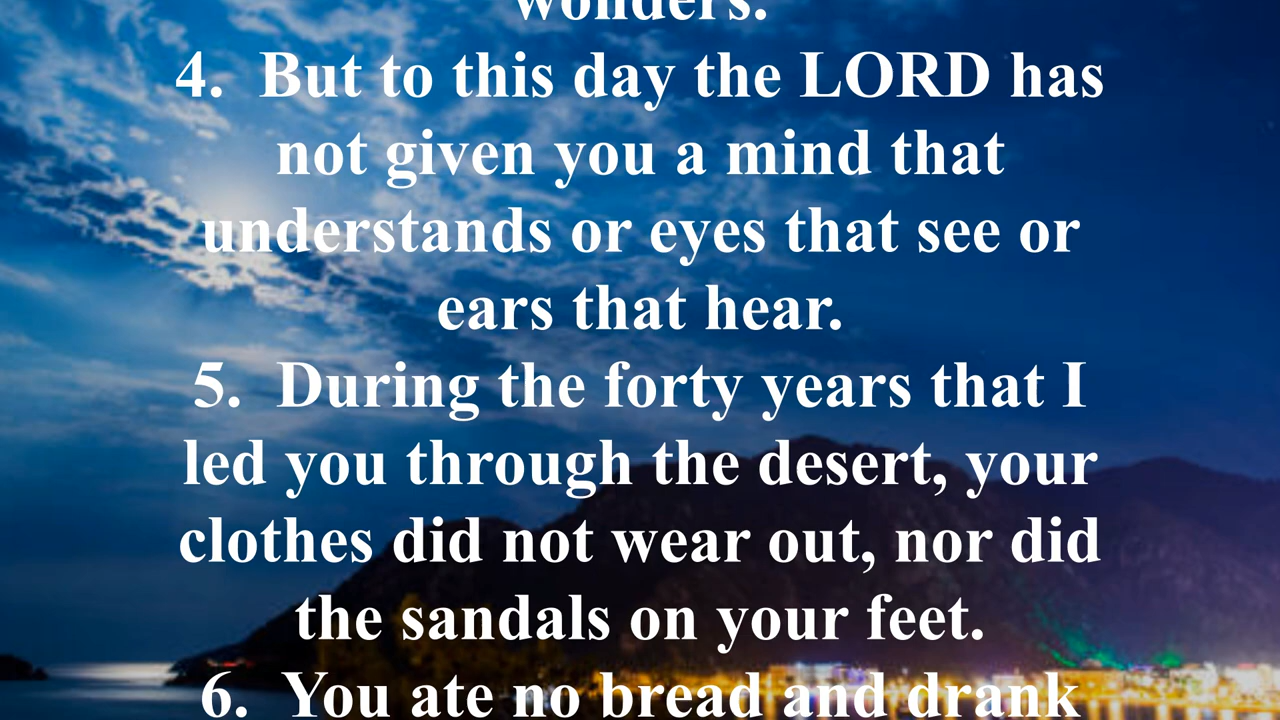 wonders.
4.  But to this day the LORD has
not given you a mind that
understands or eyes that see or
ears that hear.
5.  During the forty years that I
led you through the desert, your
clothes did not wear out, nor did
the sandals on your feet.
6.  You ate no bread and drank